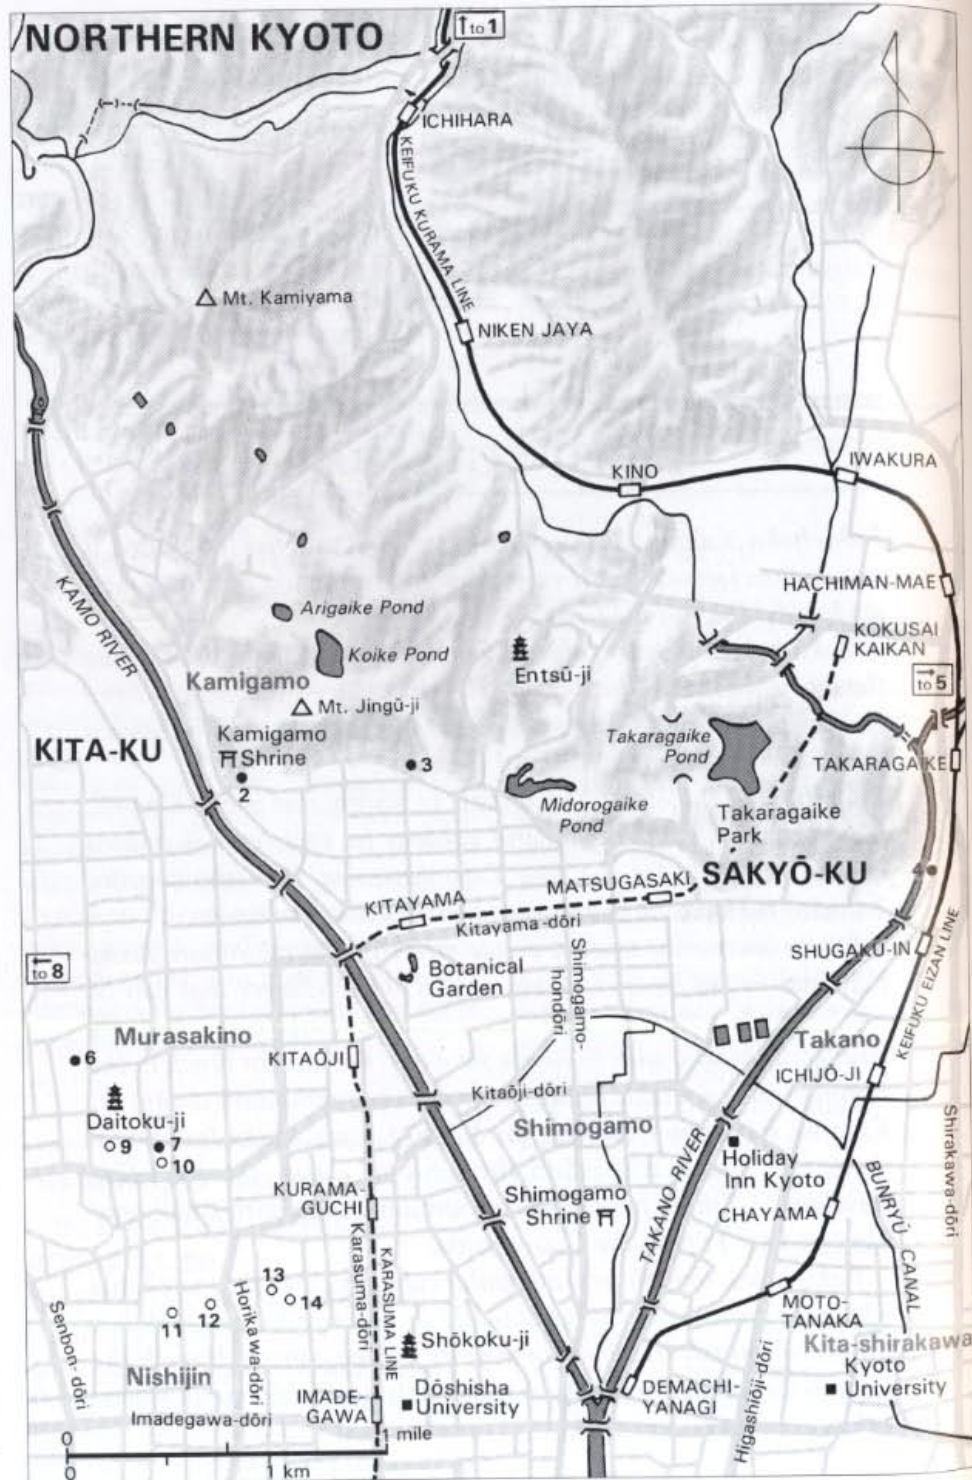 NORTHERN KYOTO
↑ to 1
ICHIHARA
KEIFUKU KURAMA LINE
Mt. Kamiyama
NIKEN JAYA
KINO
IWAKURA
HACHIMAN-MAE
KAMO RIVER
Arigaike Pond
Koike Pond
Entsū-ji
KOKUSAI
KAIKAN
→ to 5
Kamigamo
Mt. Jingū-ji
KITA-KU
Kamigamo
Shrine
2
3
Takaragaike
Pond
TAKARAGAIKE
Midorogaike
Pond
Takaragaike
Park
SAKYŌ-KU
4
KITAYAMA
MATSUGASAKI
Kitayama-dōri
SHUGAKU-IN
← to 8
Botanical
Garden
Shimogamo-
hondōri
KEIFUKU EIZAN LINE
Murasakino
6
KITAŌJI
Takano
ICHIJŌ-JI
Daitoku-ji
Kitaōji-dōri
9
7
10
Shimogamo
Holiday
Inn Kyoto
Shirakawa-dōri
KURAMA-
GUCHI
Shimogamo
Shrine
TAKANO RIVER
CHAYAMA
BUNRYŪ CANAL
Karasuma-dōri
KARASUMA LINE
13
14
12
11
Horikawa-dōri
Senbon-dōri
MOTO-
TANAKA
Shōkoku-ji
Kita-shirakawa
Kyoto
University
Nishijin
IMADE-
GAWA
Dōshisha
University
DEMACHI-
YANAGI
Higashiōji-dōri
Imadegawa-dōri
0
1 mile
0
1 km